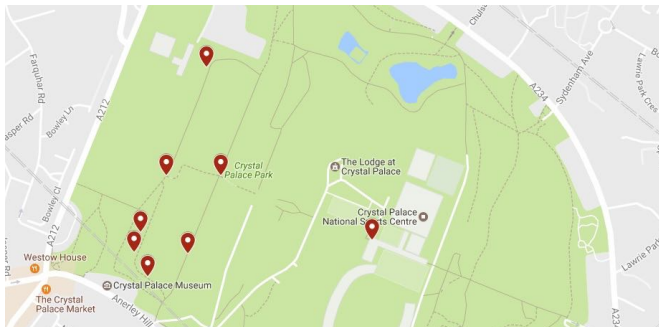 Farquhar Rd
Bowley Ln
A212
Bowley Cl
A212
Westow House
The Crystal
Palace Market
Crystal Palace Museum
Anerley Hill
Crystal
Palace Park
The Lodge at
Crystal Palace
Crystal Palace
National Sports Centre
A234
Sydenham Ave
Lawrie Park Cres